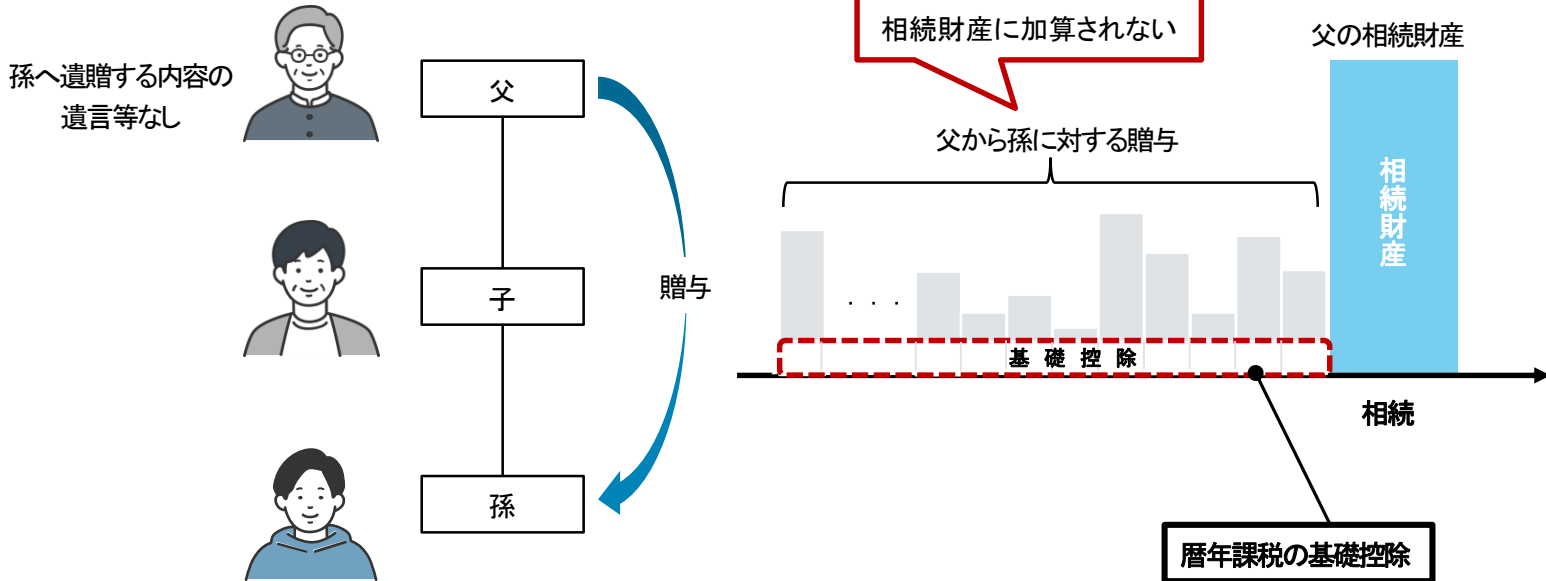 孫へ遺贈する内容の
遺言等なし
父
子
孫
贈与
相続財産に加算されない
父から孫に対する贈与
父の相続財産
相続財産
・・・
基礎控除
相続
暦年課税の基礎控除